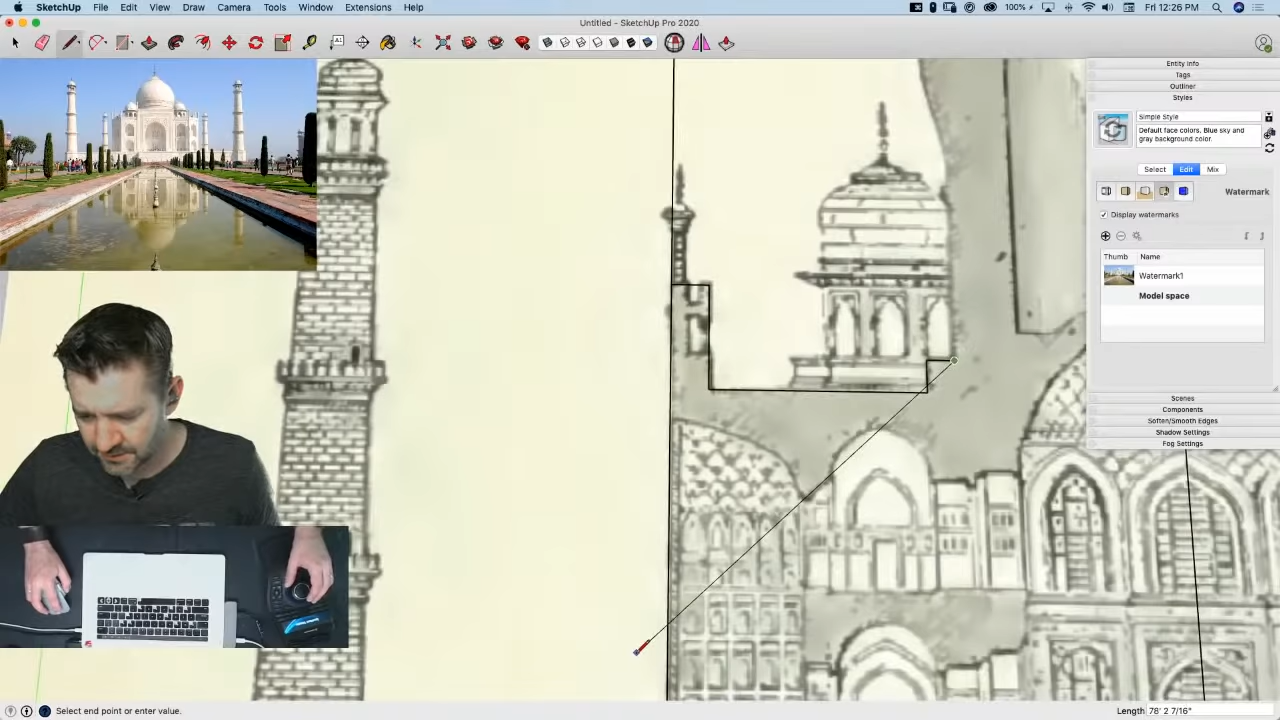 SketchUp File Edit View Draw Camera Tools Window Extensions Help
100% Fri 12:26 PM
Untitled - SketchUp Pro 2020
Entity Info
Tags
Outliner
Styles
Simple Style
Default face colors. Blue sky and
gray background color.
Select Edit Mix
Watermark
Display watermarks
Thumb Name
Watermark1
Model space
Scenes
Components
Soften/Smooth Edges
Shadow Settings
Fog Settings
Select end point or enter value.
Length 78' 2 7/16"